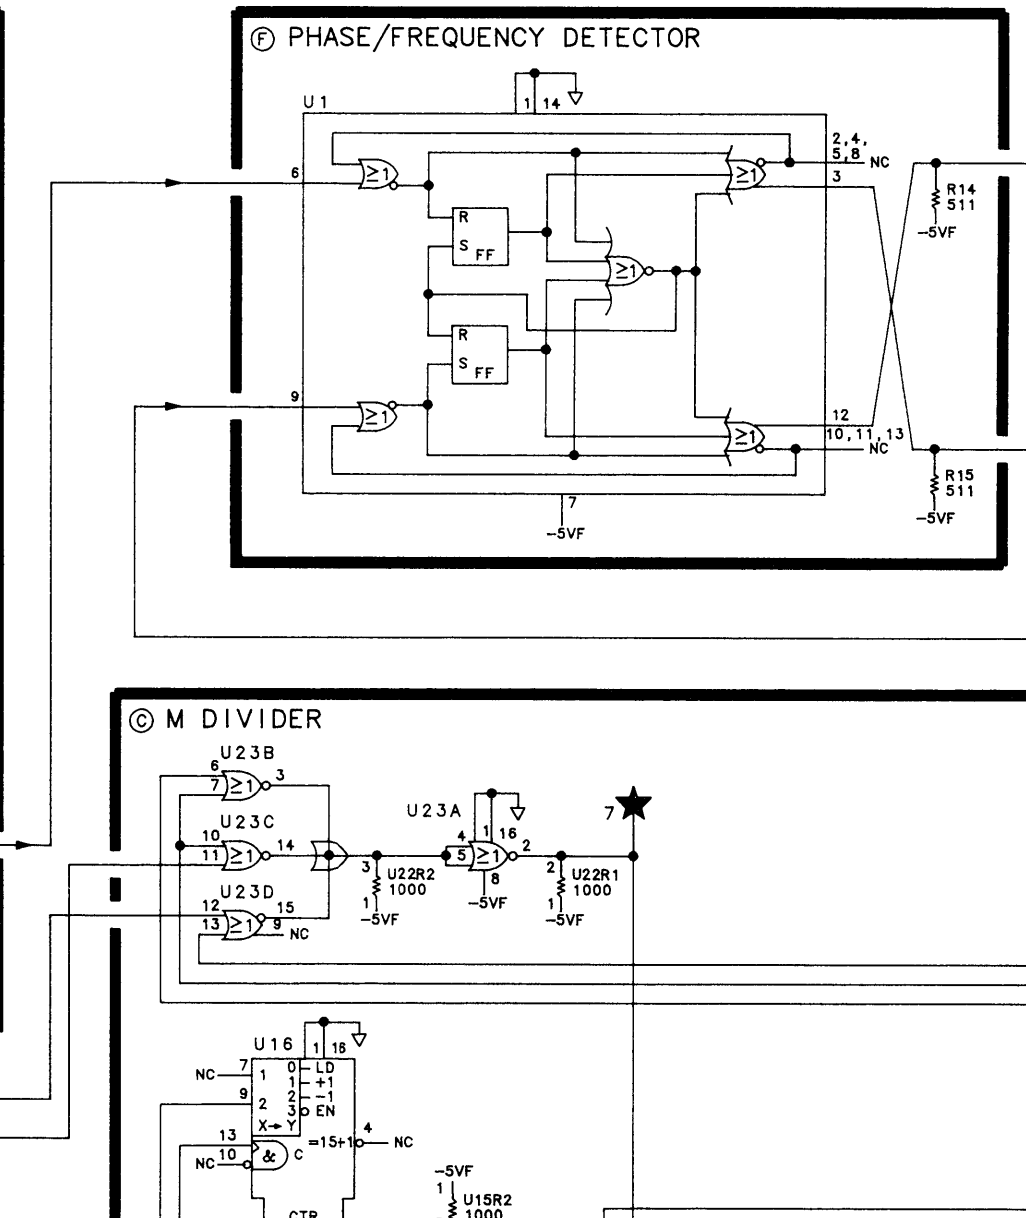 Ⓕ PHASE/FREQUENCY DETECTOR
U1
1 14
2,4,
5,8 NC
3
6
≥1
≥1
R14
511
-5VF
R
S
FF
≥1
R
S
FF
9
≥1
≥1
12
10,11,13
NC
R15
511
-5VF
7
-5VF
Ⓒ M DIVIDER
U23B
6
7
≥1
3
U23C
10
11
≥1
14
U23D
12
13
≥1
15
9
NC
3
U22R2
1000
1
-5VF
U23A
4
5
≥1
1 16
2
8
-5VF
2
U22R1
1000
1
-5VF
7
U16
1 16
NC 7
1
9
2
0 LD
1 +1
2 -1
3 EN
X→Y
13
NC 10
&
C
=15+1
4
NC
CTR
-5VF
1
U15R2
1000